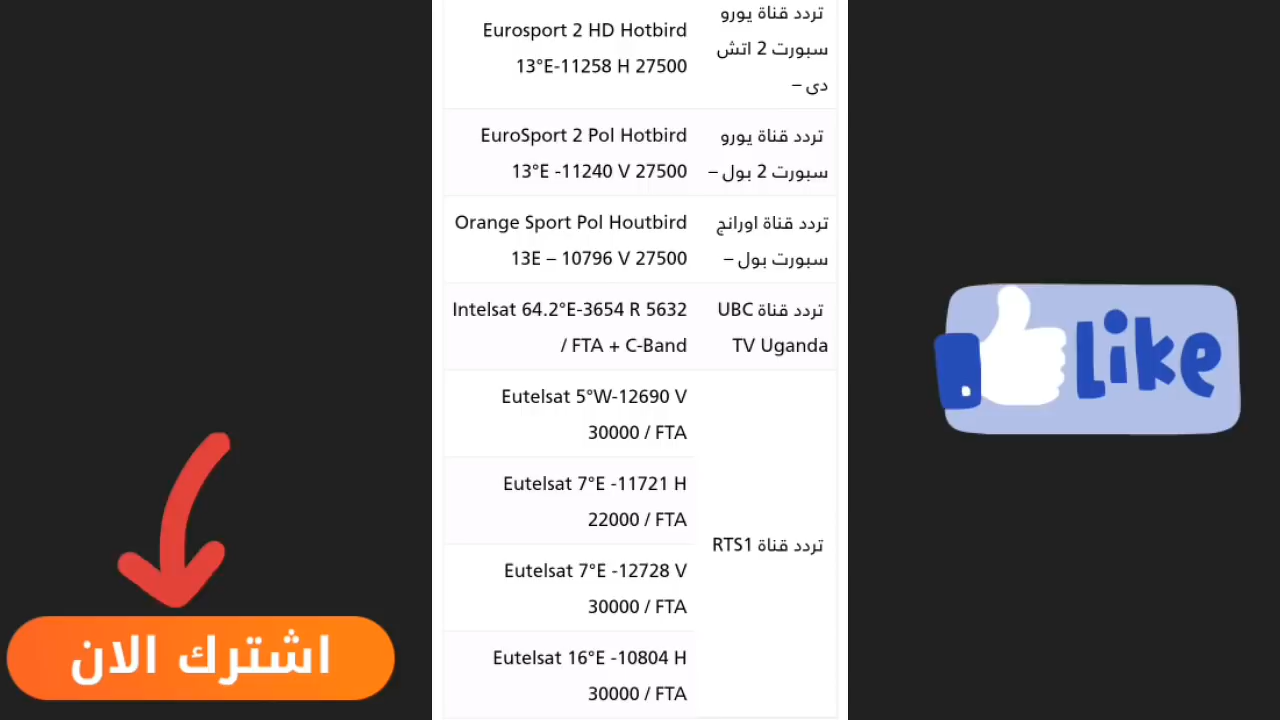 تردد قناة يورو
سبورت 2 اتش
دى –
Eurosport 2 HD Hotbird
13°E-11258 H 27500
تردد قناة يورو
سبورت 2 بول –
EuroSport 2 Pol Hotbird
13°E -11240 V 27500
تردد قناة اورانج
سبورت بول –
Orange Sport Pol Houtbird
13E – 10796 V 27500
تردد قناة UBC
TV Uganda
Intelsat 64.2°E-3654 R 5632
/ FTA + C-Band
تردد قناة RTS1
Eutelsat 5°W-12690 V
30000 / FTA
Eutelsat 7°E -11721 H
22000 / FTA
Eutelsat 7°E -12728 V
30000 / FTA
Eutelsat 16°E -10804 H
30000 / FTA
Like
اشترك الان